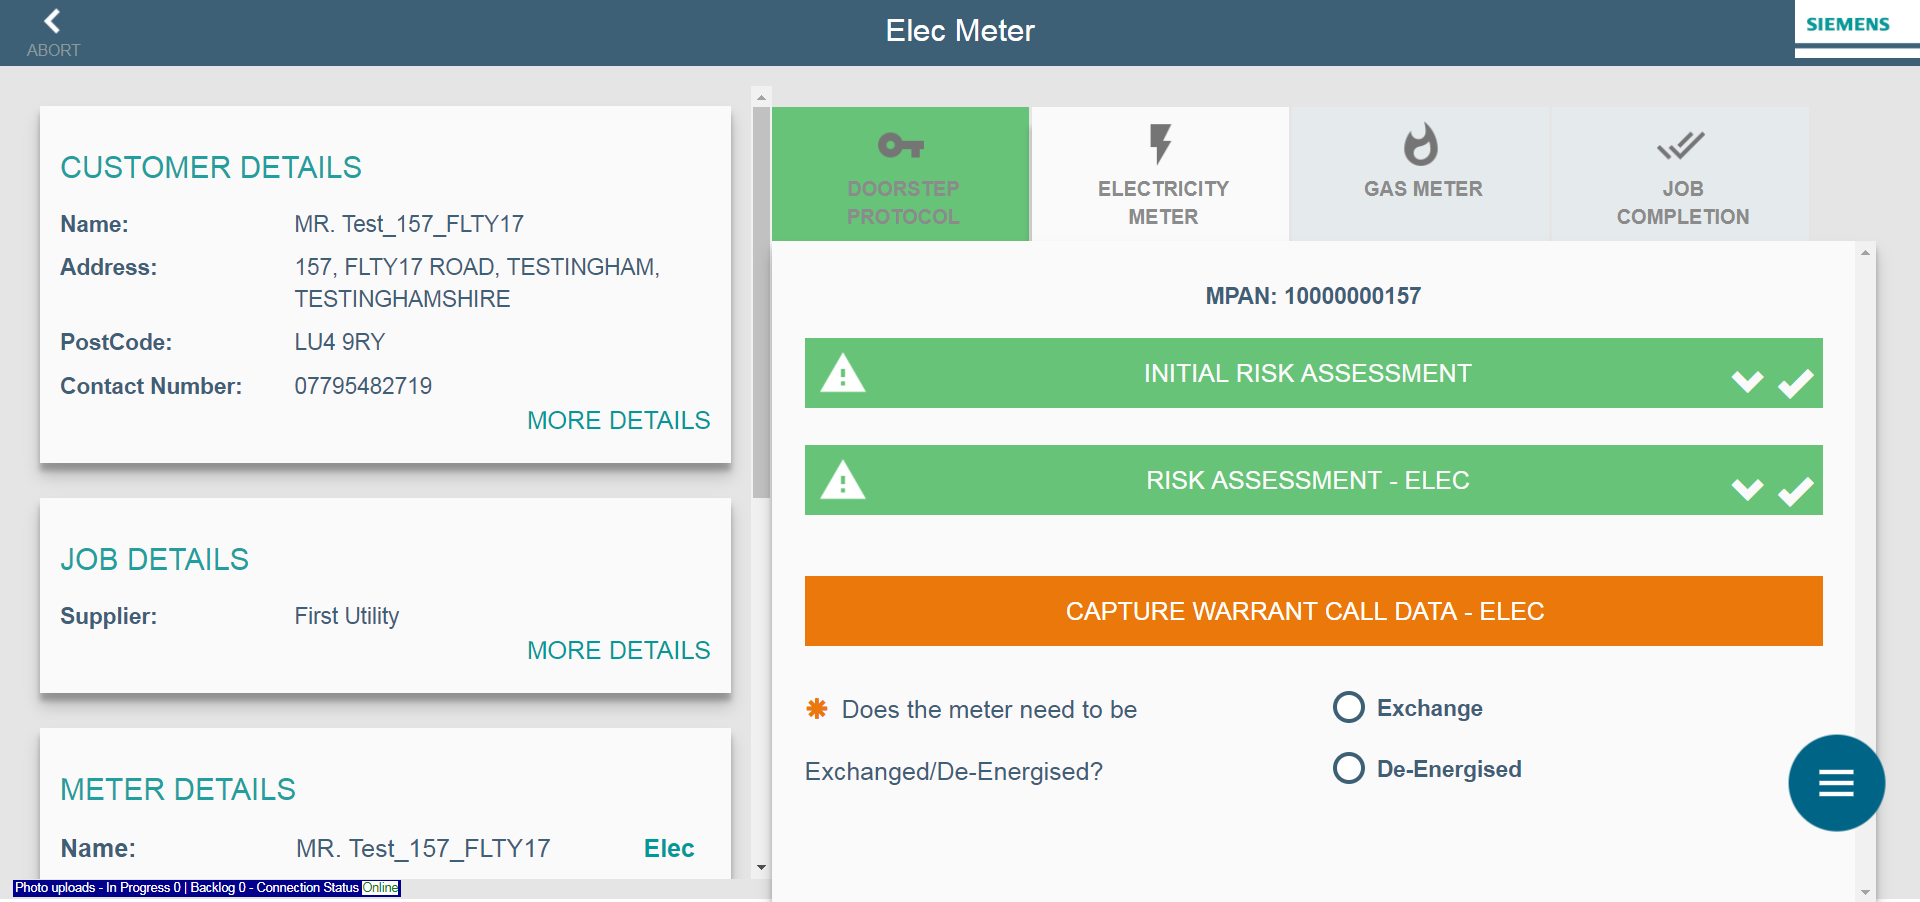 ABORT
Elec Meter
SIEMENS
CUSTOMER DETAILS
Name: MR. Test_157_FLTY17
Address: 157, FLTY17 ROAD, TESTINGHAM,
TESTINGHAMSHIRE
PostCode: LU4 9RY
Contact Number: 07795482719
MORE DETAILS
JOB DETAILS
Supplier: First Utility
MORE DETAILS
METER DETAILS
Name: MR. Test_157_FLTY17 Elec
Photo uploads - In Progress 0 | Backlog 0 - Connection Status Online
DOORSTEP
PROTOCOL
ELECTRICITY
METER
GAS METER
JOB
COMPLETION
MPAN: 10000000157
INITIAL RISK ASSESSMENT
RISK ASSESSMENT - ELEC
CAPTURE WARRANT CALL DATA - ELEC
✱ Does the meter need to be
Exchanged/De-Energised?
Exchange
De-Energised